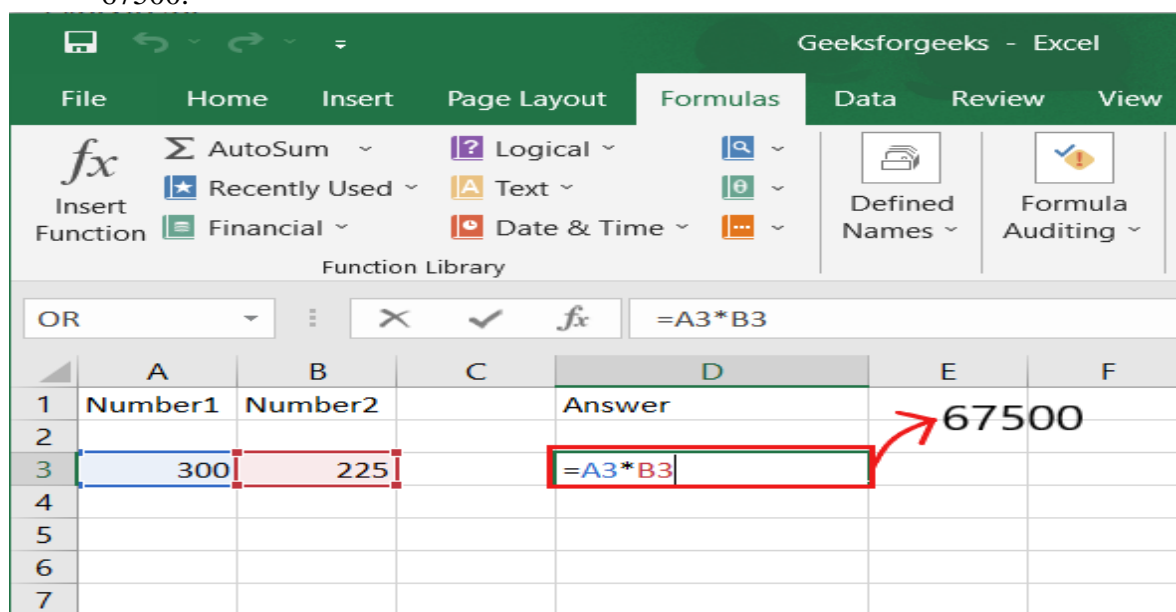 67500.
Geeksforgeeks - Excel
File Home Insert Page Layout Formulas Data Review View
fx Insert Function
Σ AutoSum
Recently Used
Financial
? Logical
A Text
Date & Time
θ
Function Library
Defined Names
Formula Auditing
OR fx =A3*B3
A B C D E F
1 Number1 Number2 Answer 67500
2
3 300 225 =A3*B3
4
5
6
7